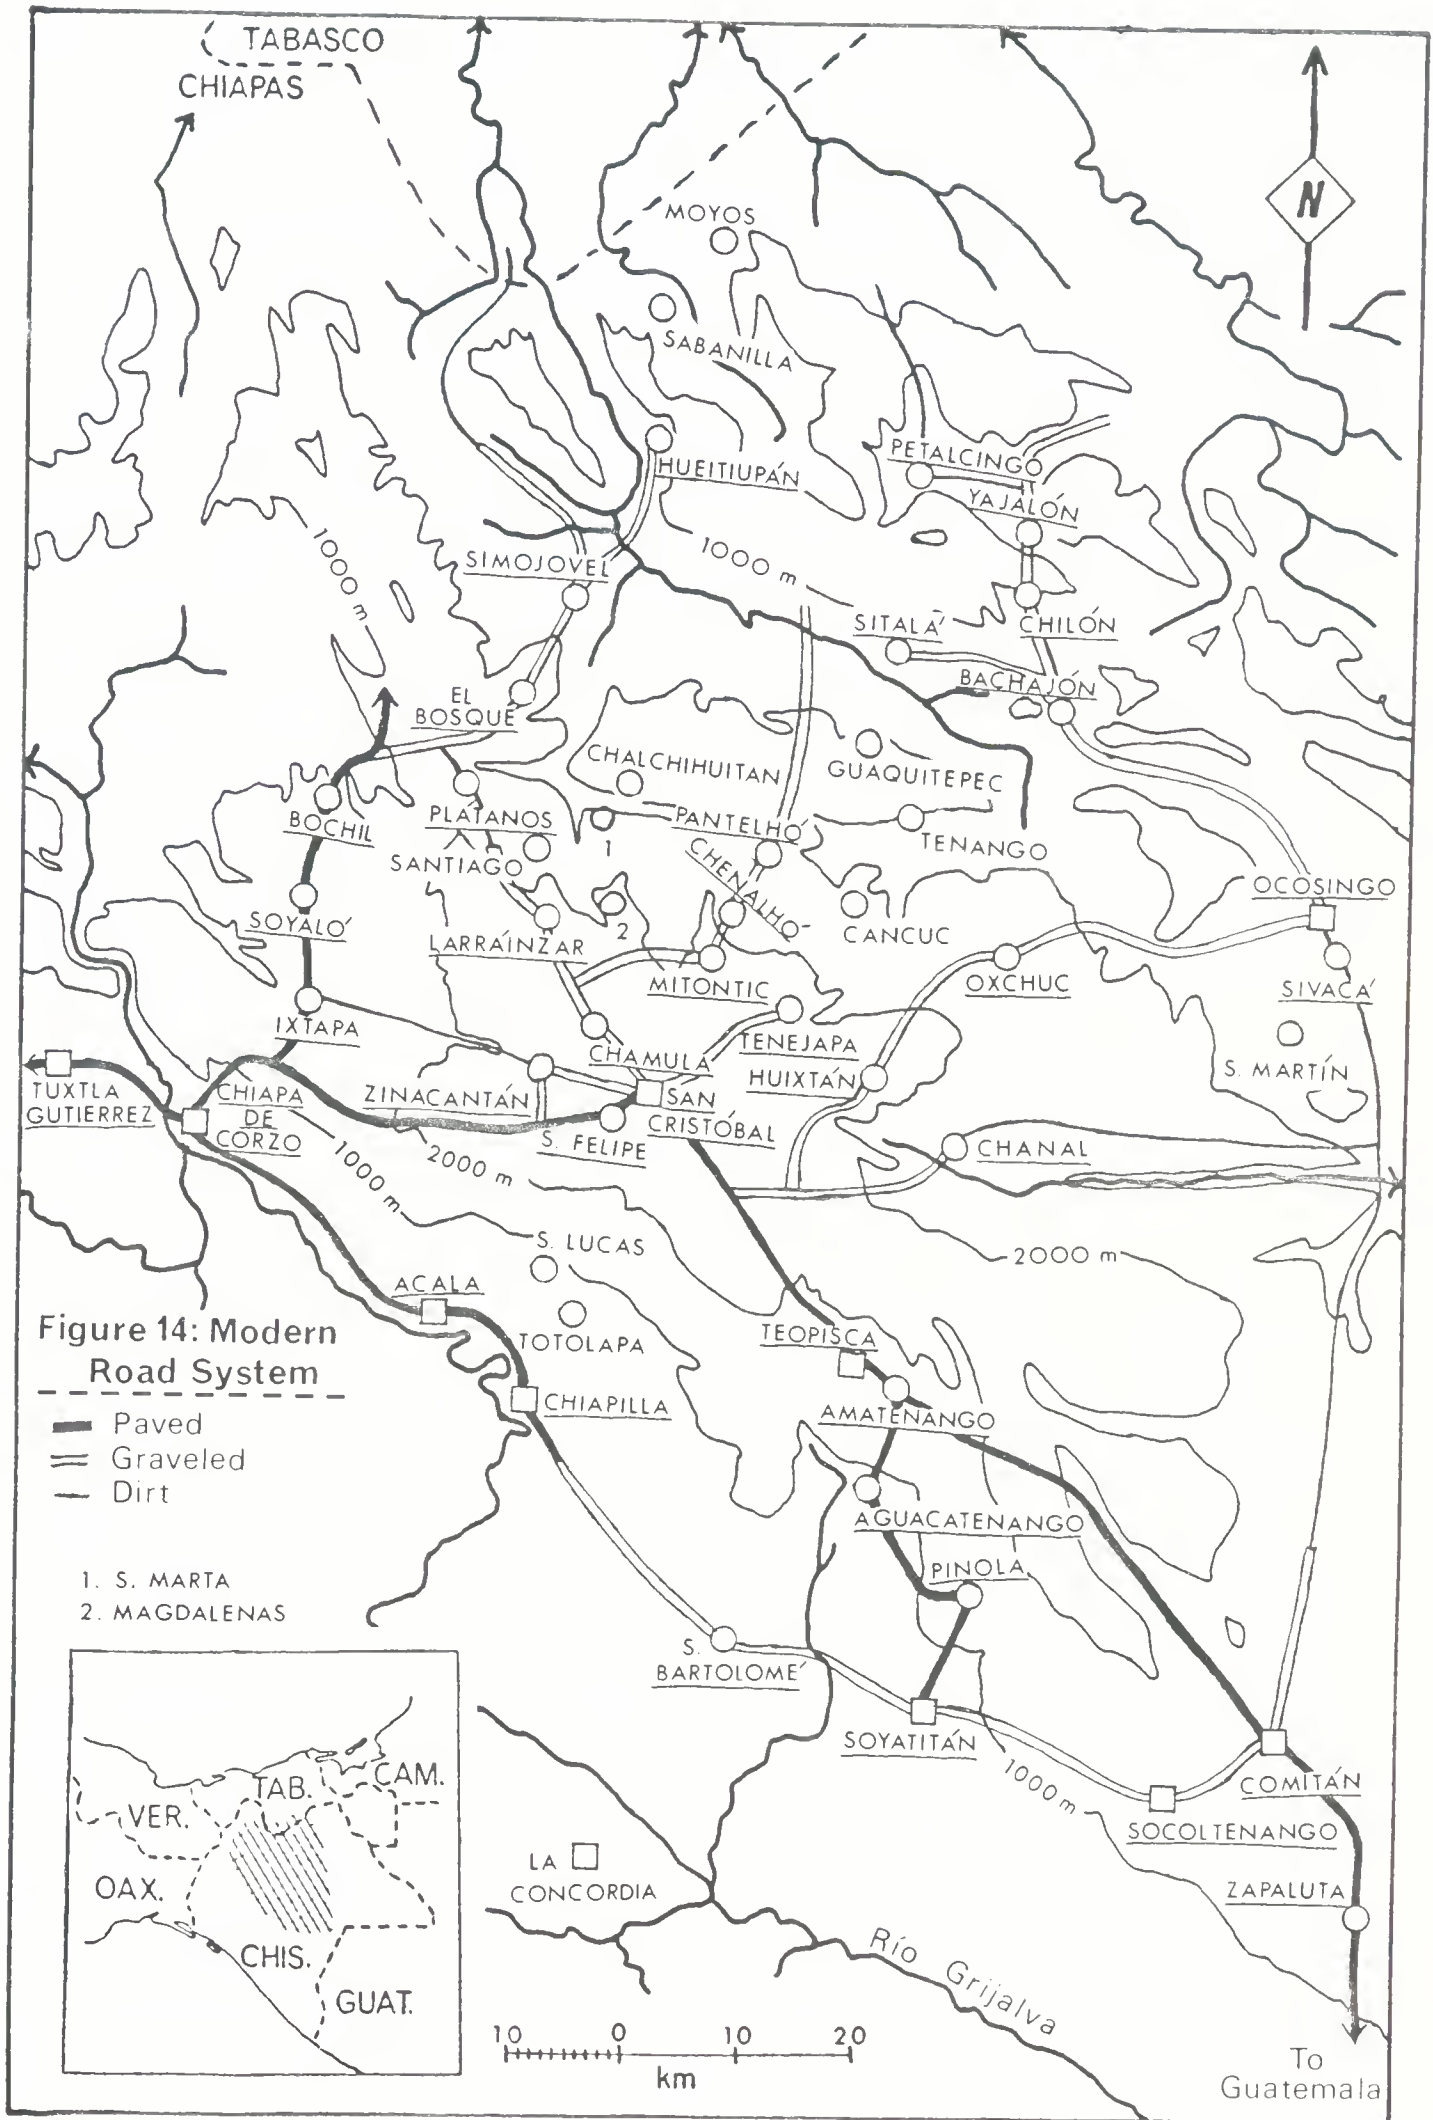 TABASCO
CHIAPAS
N
MOYOS
SABANILLA
HUEITIUPÁN
PETALCINGO
YAJALÓN
1000 m
1000 m
SIMOJOVEL
SITALÁ
CHILÓN
BACHAJÓN
EL
BOSQUE
CHALCHIHUITAN
GUAQUITEPEC
BOCHIL
PLÁTANOS
PANTELHÓ
TENANGO
1
SANTIAGO
CHENALHÓ
OCOSINGO
SOYALÓ
2
CANCUC
LARRAÍNZAR
MITONTIC
OXCHUC
SIVACÁ
IXTAPA
CHAMULA
TENEJAPA
S. MARTÍN
TUXTLA
GUTIERREZ
CHIAPA
DE
CORZO
ZINACANTÁN
SAN
CRISTÓBAL
HUIXTÁN
S. FELIPE
CHANAL
1000 m
2000 m
2000 m
S. LUCAS
ACALA
TOTOLAPA
TEOPISCA
Figure 14: Modern
Road System
CHIAPILLA
AMATENANGO
Paved
Graveled
Dirt
AGUACATENANGO
PINOLA
1. S. MARTA
2. MAGDALENAS
S.
BARTOLOMÉ
SOYATITÁN
1000 m
COMITÁN
SOCOLTENANGO
ZAPALUTA
LA
CONCORDIA
Río Grijalva
TAB.
CAM.
VER.
OAX.
CHIS.
GUAT.
10 0 10 20
km
To
Guatemala